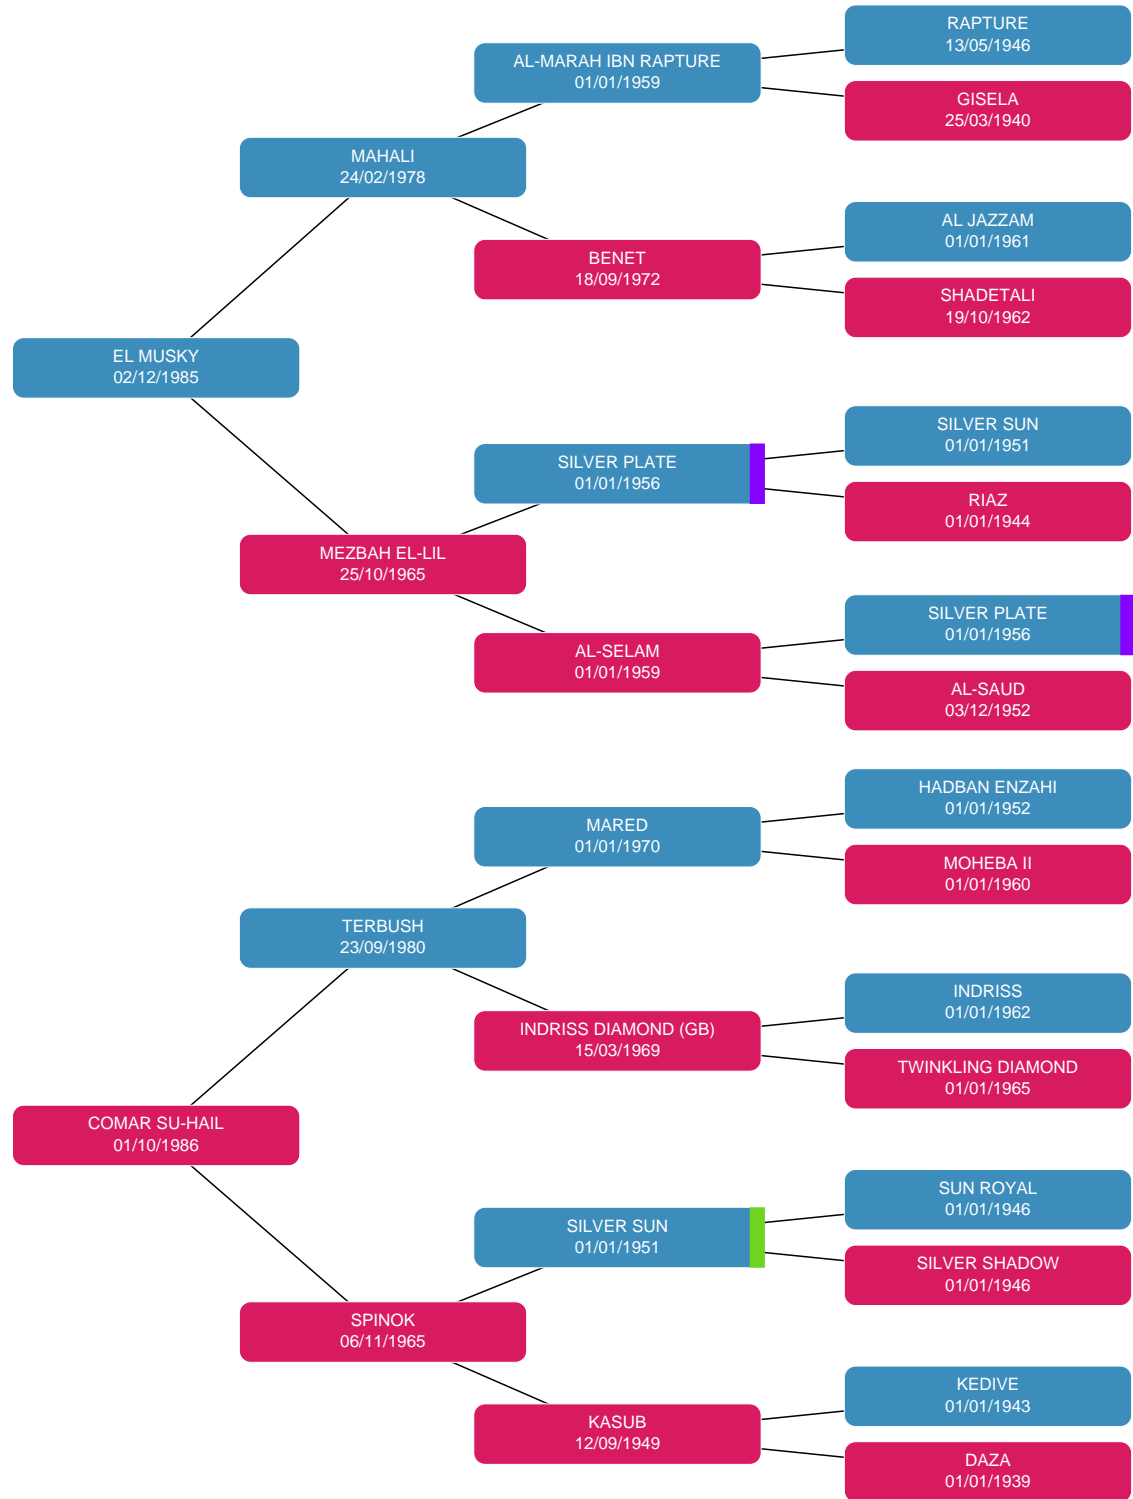 RAPTURE
13/05/1946
AL-MARAH IBN RAPTURE
01/01/1959
GISELA
25/03/1940
MAHALI
24/02/1978
AL JAZZAM
01/01/1961
BENET
18/09/1972
SHADETALI
19/10/1962
EL MUSKY
02/12/1985
SILVER SUN
01/01/1951
SILVER PLATE
01/01/1956
RIAZ
01/01/1944
MEZBAH EL-LIL
25/10/1965
SILVER PLATE
01/01/1956
AL-SELAM
01/01/1959
AL-SAUD
03/12/1952
HADBAN ENZAHI
01/01/1952
MARED
01/01/1970
MOHEBA II
01/01/1960
TERBUSH
23/09/1980
INDRISS
01/01/1962
INDRISS DIAMOND (GB)
15/03/1969
TWINKLING DIAMOND
01/01/1965
COMAR SU-HAIL
01/10/1986
SUN ROYAL
01/01/1946
SILVER SUN
01/01/1951
SILVER SHADOW
01/01/1946
SPINOK
06/11/1965
KEDIVE
01/01/1943
KASUB
12/09/1949
DAZA
01/01/1939